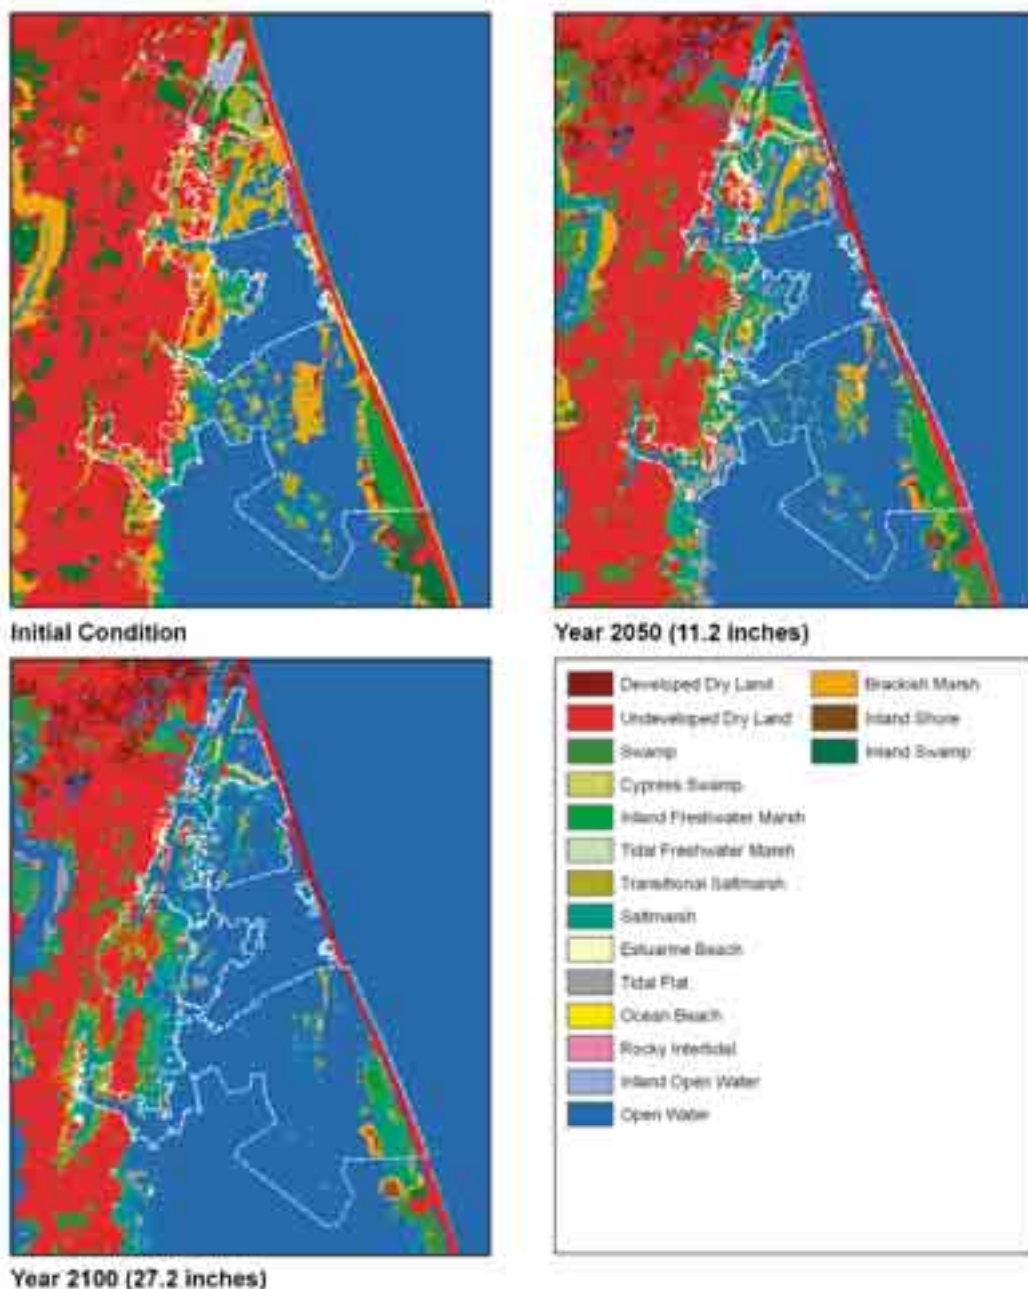 Initial Condition
Year 2050 (11.2 inches)
Developed Dry Land
Undeveloped Dry Land
Swamp
Cypress Swamp
Inland Freshwater Marsh
Tidal Freshwater Marsh
Transitional Saltmarsh
Saltmarsh
Estuarine Beach
Tidal Flat
Ocean Beach
Rocky Intertidal
Inland Open Water
Open Water
Brackish Marsh
Inland Shore
Inland Swamp
Year 2100 (27.2 inches)